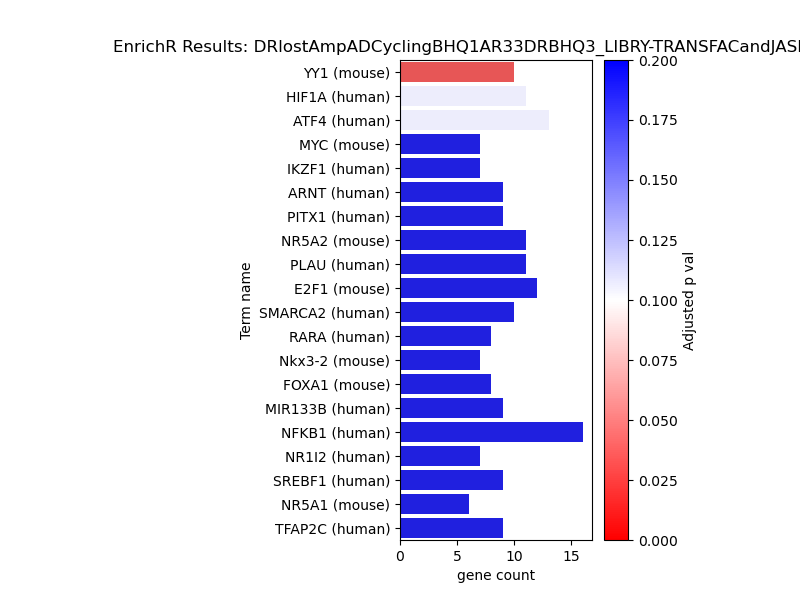 EnrichR Results: DRlostAmpADCyclingBHQ1AR33DRBHQ3_LIBRY-TRANSFACandJAS
Term name
YY1 (mouse)
HIF1A (human)
ATF4 (human)
MYC (mouse)
IKZF1 (human)
ARNT (human)
PITX1 (human)
NR5A2 (mouse)
PLAU (human)
E2F1 (mouse)
SMARCA2 (human)
RARA (human)
Nkx3-2 (mouse)
FOXA1 (mouse)
MIR133B (human)
NFKB1 (human)
NR1I2 (human)
SREBF1 (human)
NR5A1 (mouse)
TFAP2C (human)
0 5 10 15
gene count
0.200
0.175
0.150
0.125
0.100
0.075
0.050
0.025
0.000
Adjusted p val